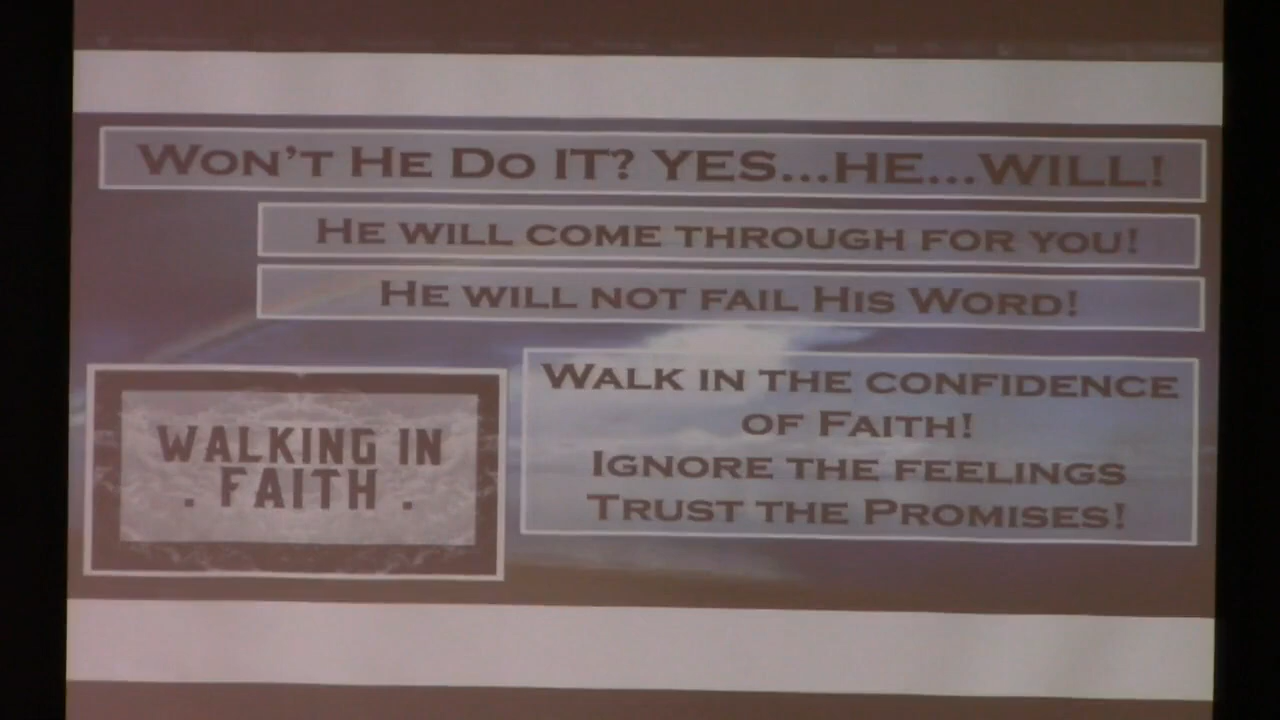 Won't He Do IT? YES...HE...WILL!
He will come through for you!
He will not fail His Word!
Walk in the confidence
of Faith!
Ignore the feelings
Trust the Promises!
WALKING IN
. FAITH .